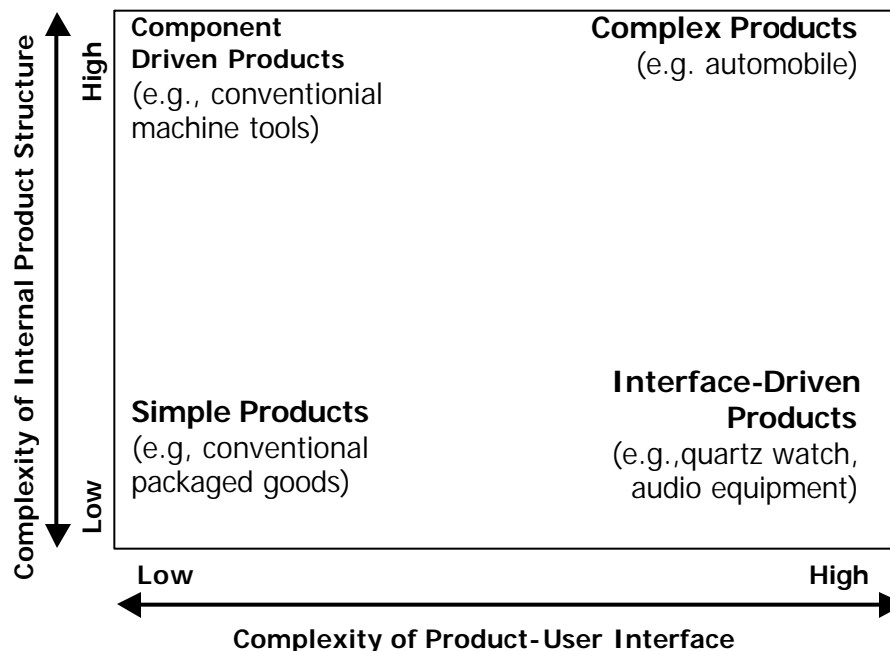 Component
Driven Products
(e.g., conventionial
machine tools)
Complex Products
(e.g. automobile)
High
Complexity of Internal Product Structure
Low
Simple Products
(e.g, conventional
packaged goods)
Interface-Driven
Products
(e.g.,quartz watch,
audio equipment)
Low
High
Complexity of Product-User Interface